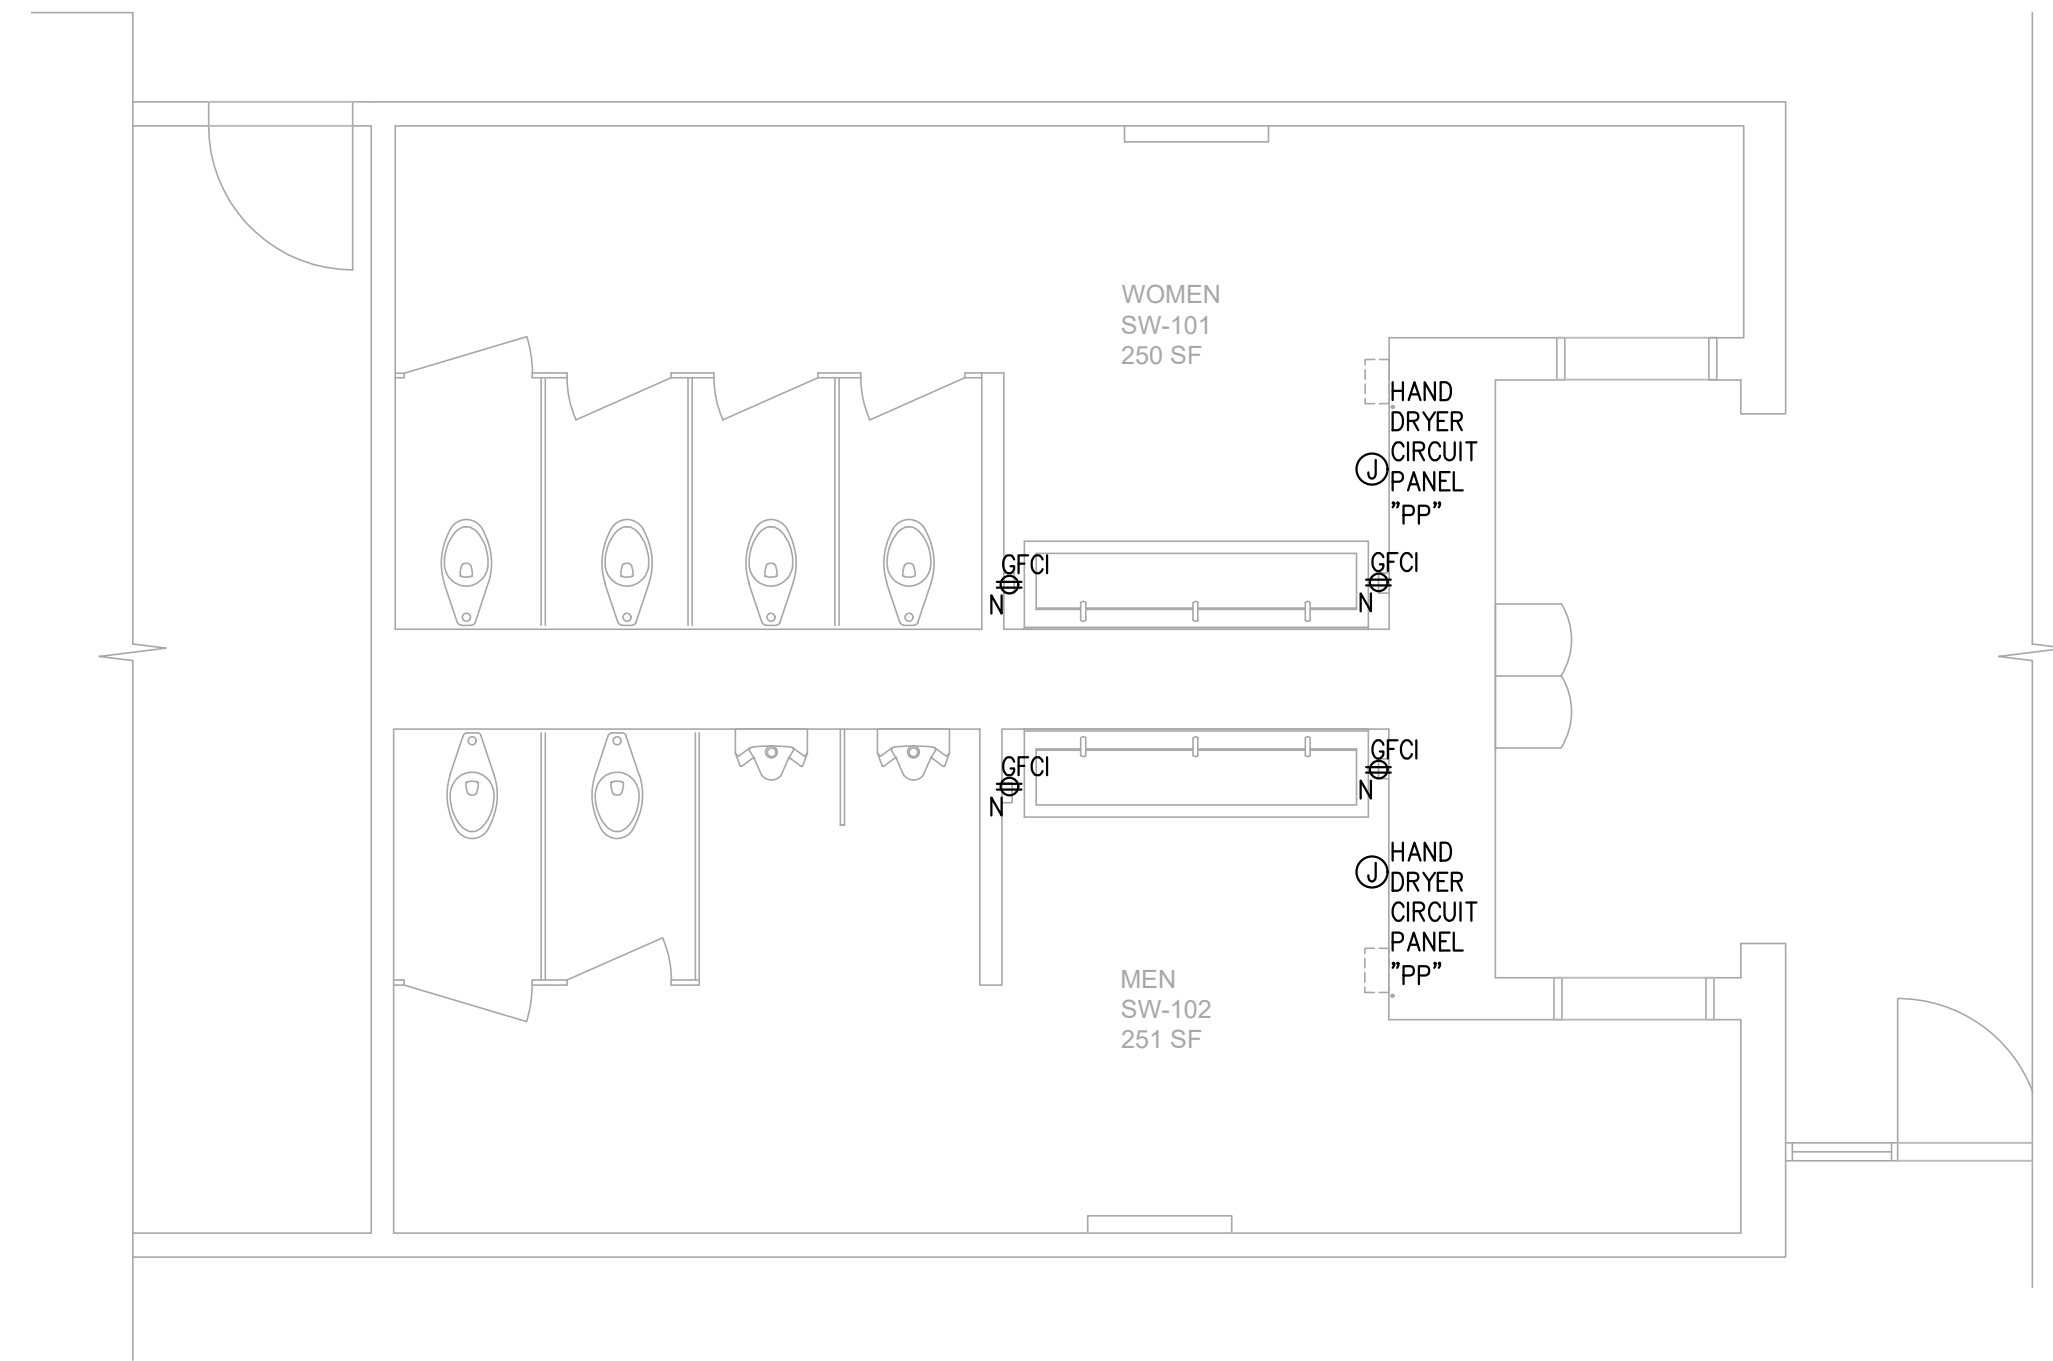 WOMEN
SW-101
250 SF
HAND
DRYER
CIRCUIT
PANEL
"PP"
J
GFCI
N
GFCI
N
GFCI
N
GFCI
N
J
HAND
DRYER
CIRCUIT
PANEL
"PP"
MEN
SW-102
251 SF